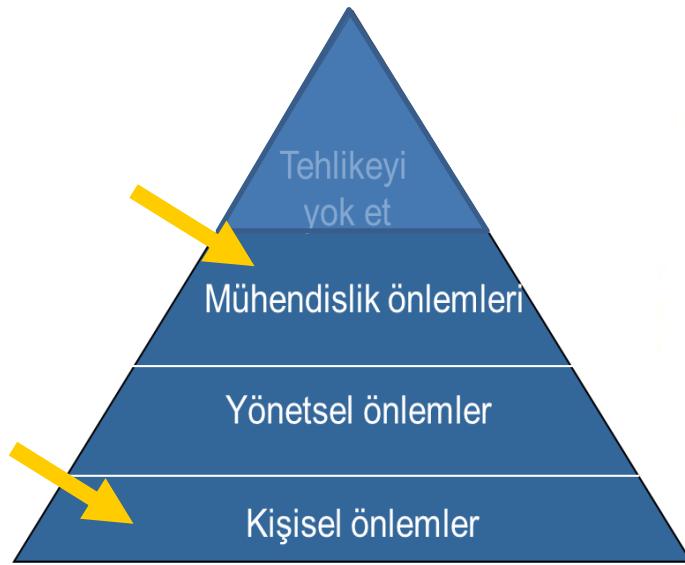 Tehlikeyi
yok et
Mühendislik önlemleri
Yönetsel önlemler
Kişisel önlemler